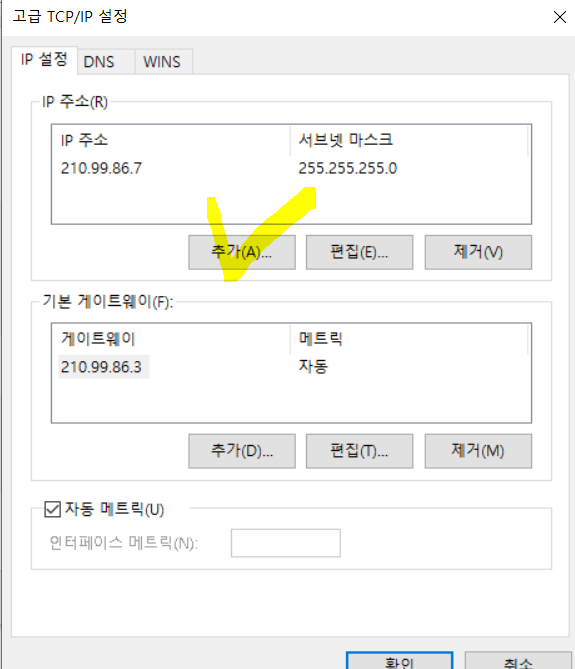 고급 TCP/IP 설정
IP 설정 DNS WINS
IP 주소(R)
IP 주소 서브넷 마스크
210.99.86.7 255.255.255.0
추가(A)... 편집(E)... 제거(V)
기본 게이트웨이(F):
게이트웨이 메트릭
210.99.86.3 자동
추가(D)... 편집(T)... 제거(M)
자동 메트릭(U)
인터페이스 메트릭(N):
확인 취소